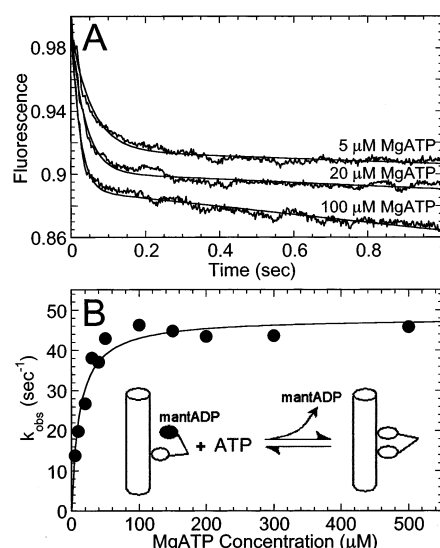 A
Fluorescence
0.98
0.94
0.9
0.86
5 μM MgATP
20 μM MgATP
100 μM MgATP
0 0.2 0.4 0.6 0.8
Time (sec)
B
kobs (sec-1)
50
40
30
20
10
0
mantADP
+ ATP
mantADP
0 100 200 300 400 500
MgATP Concentration (μM)